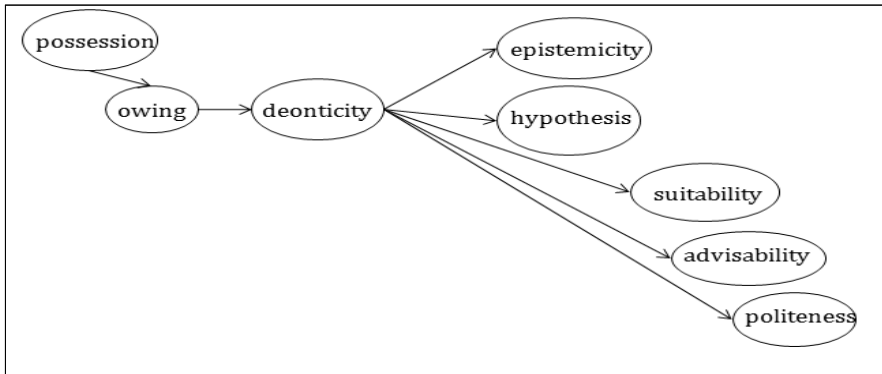 possession
owing
deonticity
epistemicity
hypothesis
suitability
advisability
politeness